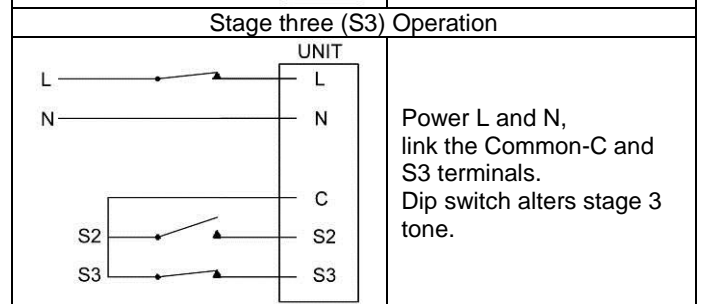 Stage three (S3) Operation
UNIT
L L
N N
C
S2 S2
S3 S3
Power L and N,
link the Common-C and
S3 terminals.
Dip switch alters stage 3
tone.